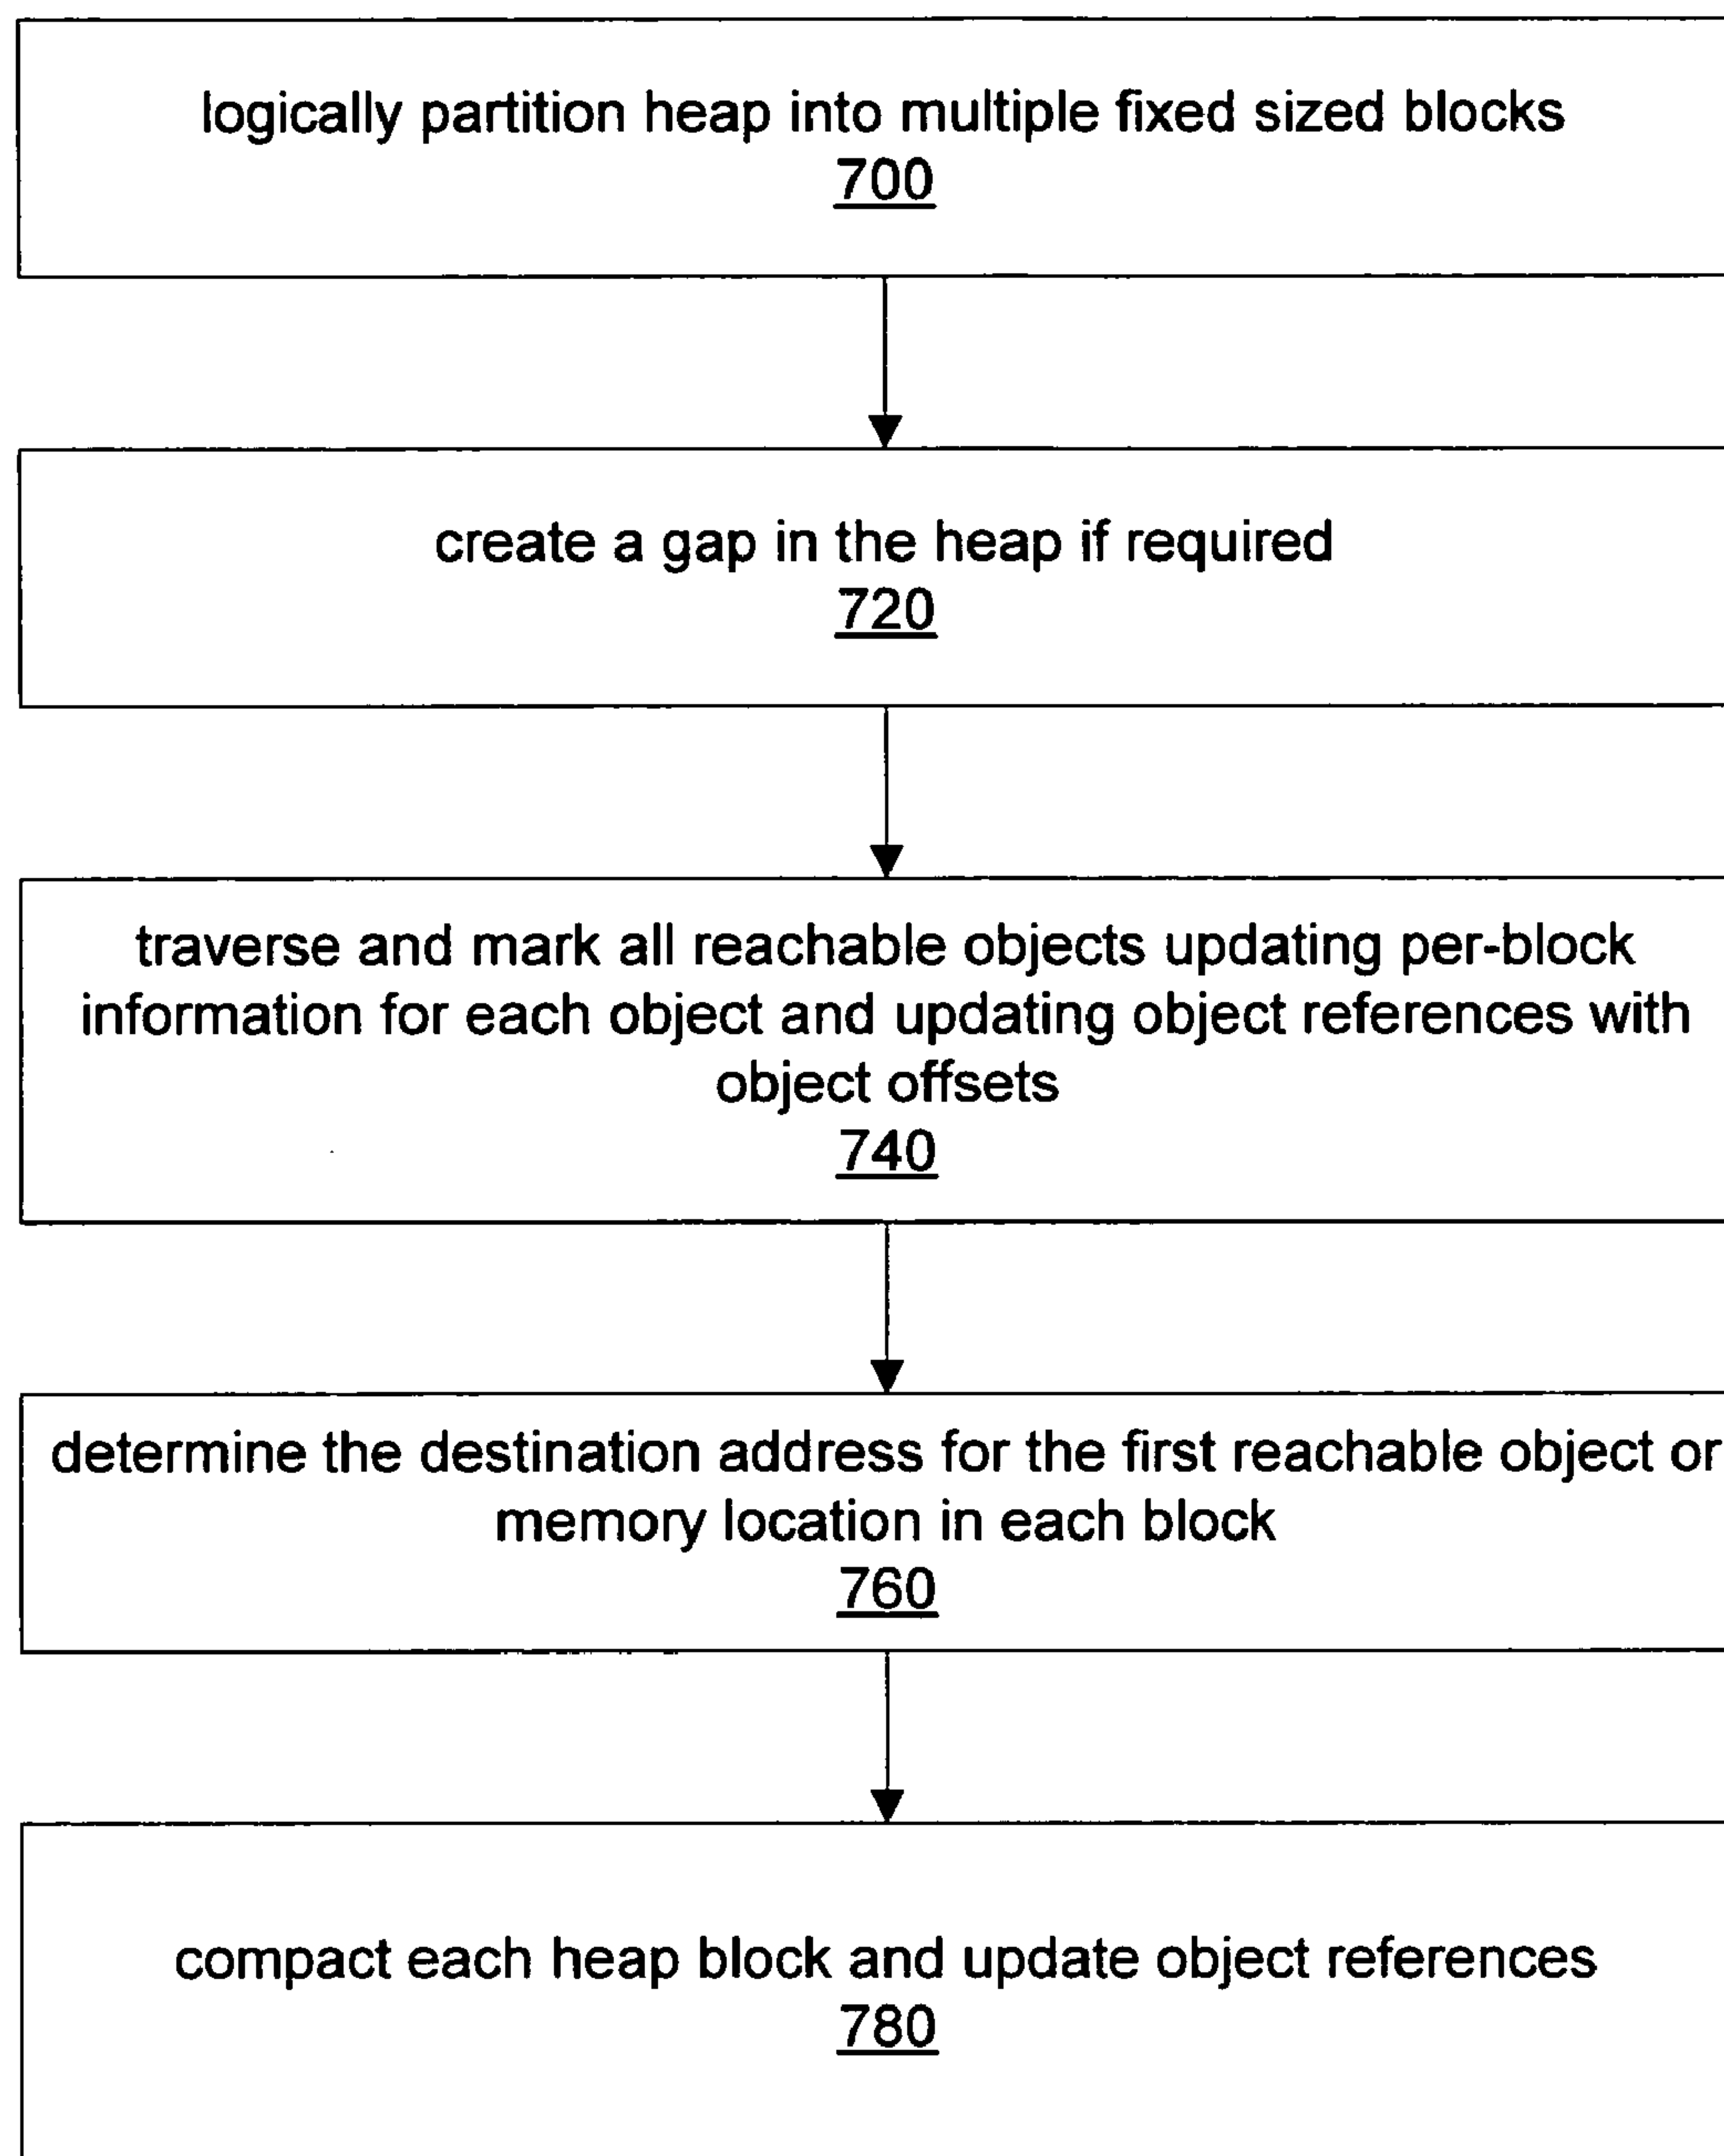 logically partition heap into multiple fixed sized blocks
700
create a gap in the heap if required
720
traverse and mark all reachable objects updating per-block
information for each object and updating object references with
object offsets
740
determine the destination address for the first reachable object or
memory location in each block
760
compact each heap block and update object references
780